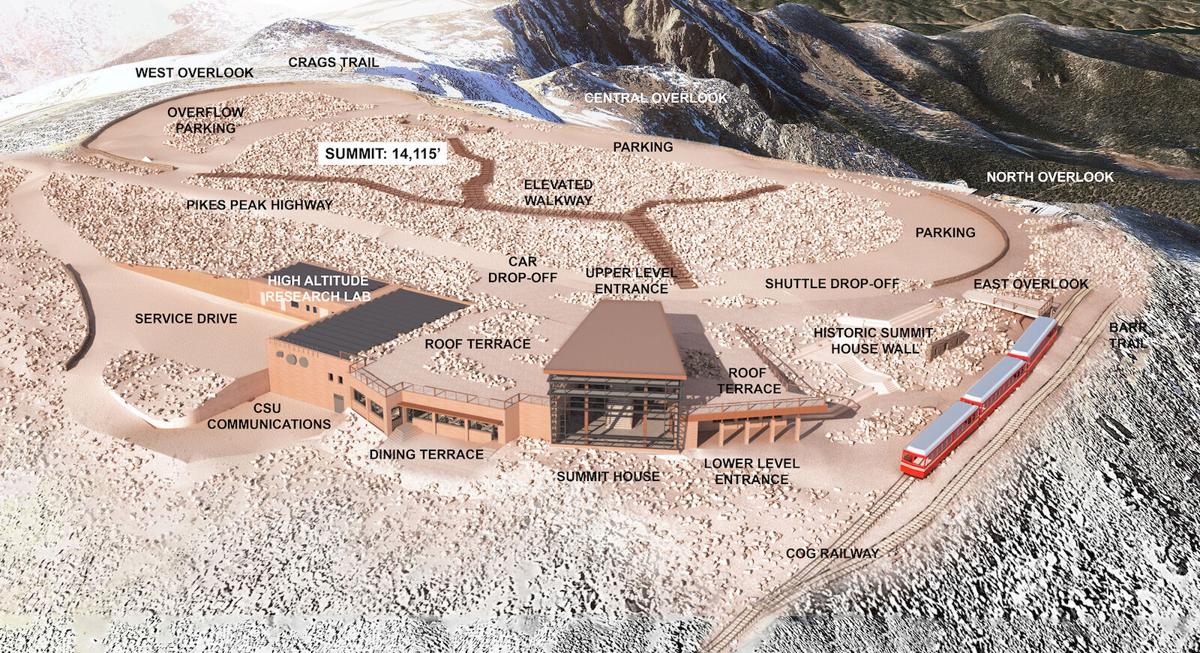 CRAGS TRAIL
WEST OVERLOOK
CENTRAL OVERLOOK
OVERFLOW
PARKING
PARKING
SUMMIT: 14,115’
NORTH OVERLOOK
ELEVATED
WALKWAY
PIKES PEAK HIGHWAY
PARKING
CAR
DROP-OFF
UPPER LEVEL
ENTRANCE
SHUTTLE DROP-OFF
EAST OVERLOOK
HIGH ALTITUDE
RESEARCH LAB
SERVICE DRIVE
BARR
TRAIL
HISTORIC SUMMIT
HOUSE WALL
ROOF TERRACE
ROOF
TERRACE
CSU
COMMUNICATIONS
DINING TERRACE
SUMMIT HOUSE
LOWER LEVEL
ENTRANCE
COG RAILWAY